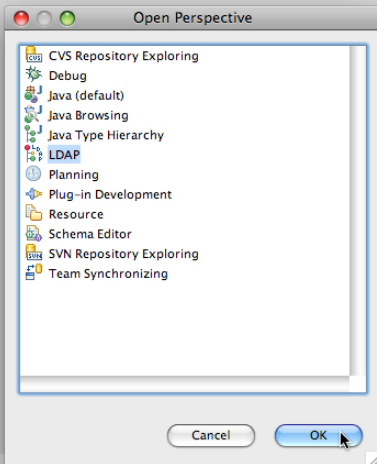 Open Perspective
CVS Repository Exploring
Debug
Java (default)
Java Browsing
Java Type Hierarchy
LDAP
Planning
Plug-in Development
Resource
Schema Editor
SVN Repository Exploring
Team Synchronizing
Cancel
OK